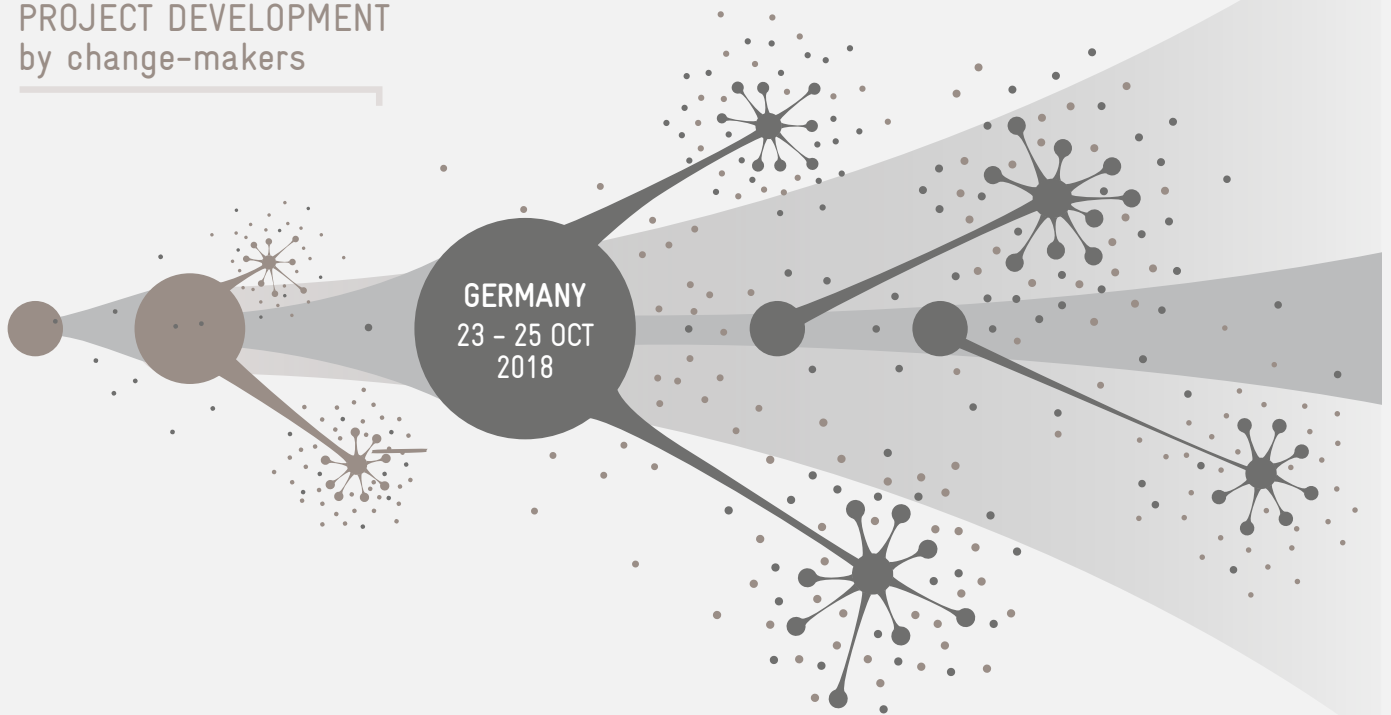 PROJECT DEVELOPMENT
by change-makers
GERMANY
23 – 25 OCT
2018